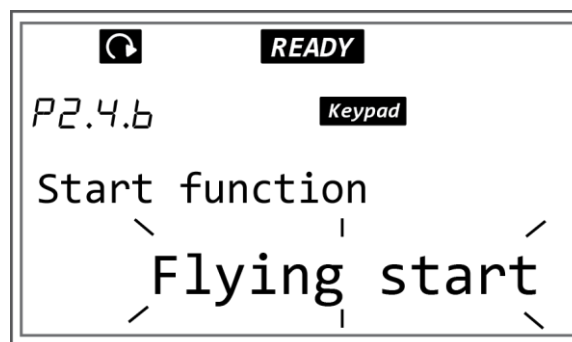 READY
P2.4.6
Keypad
Start function
Flying start